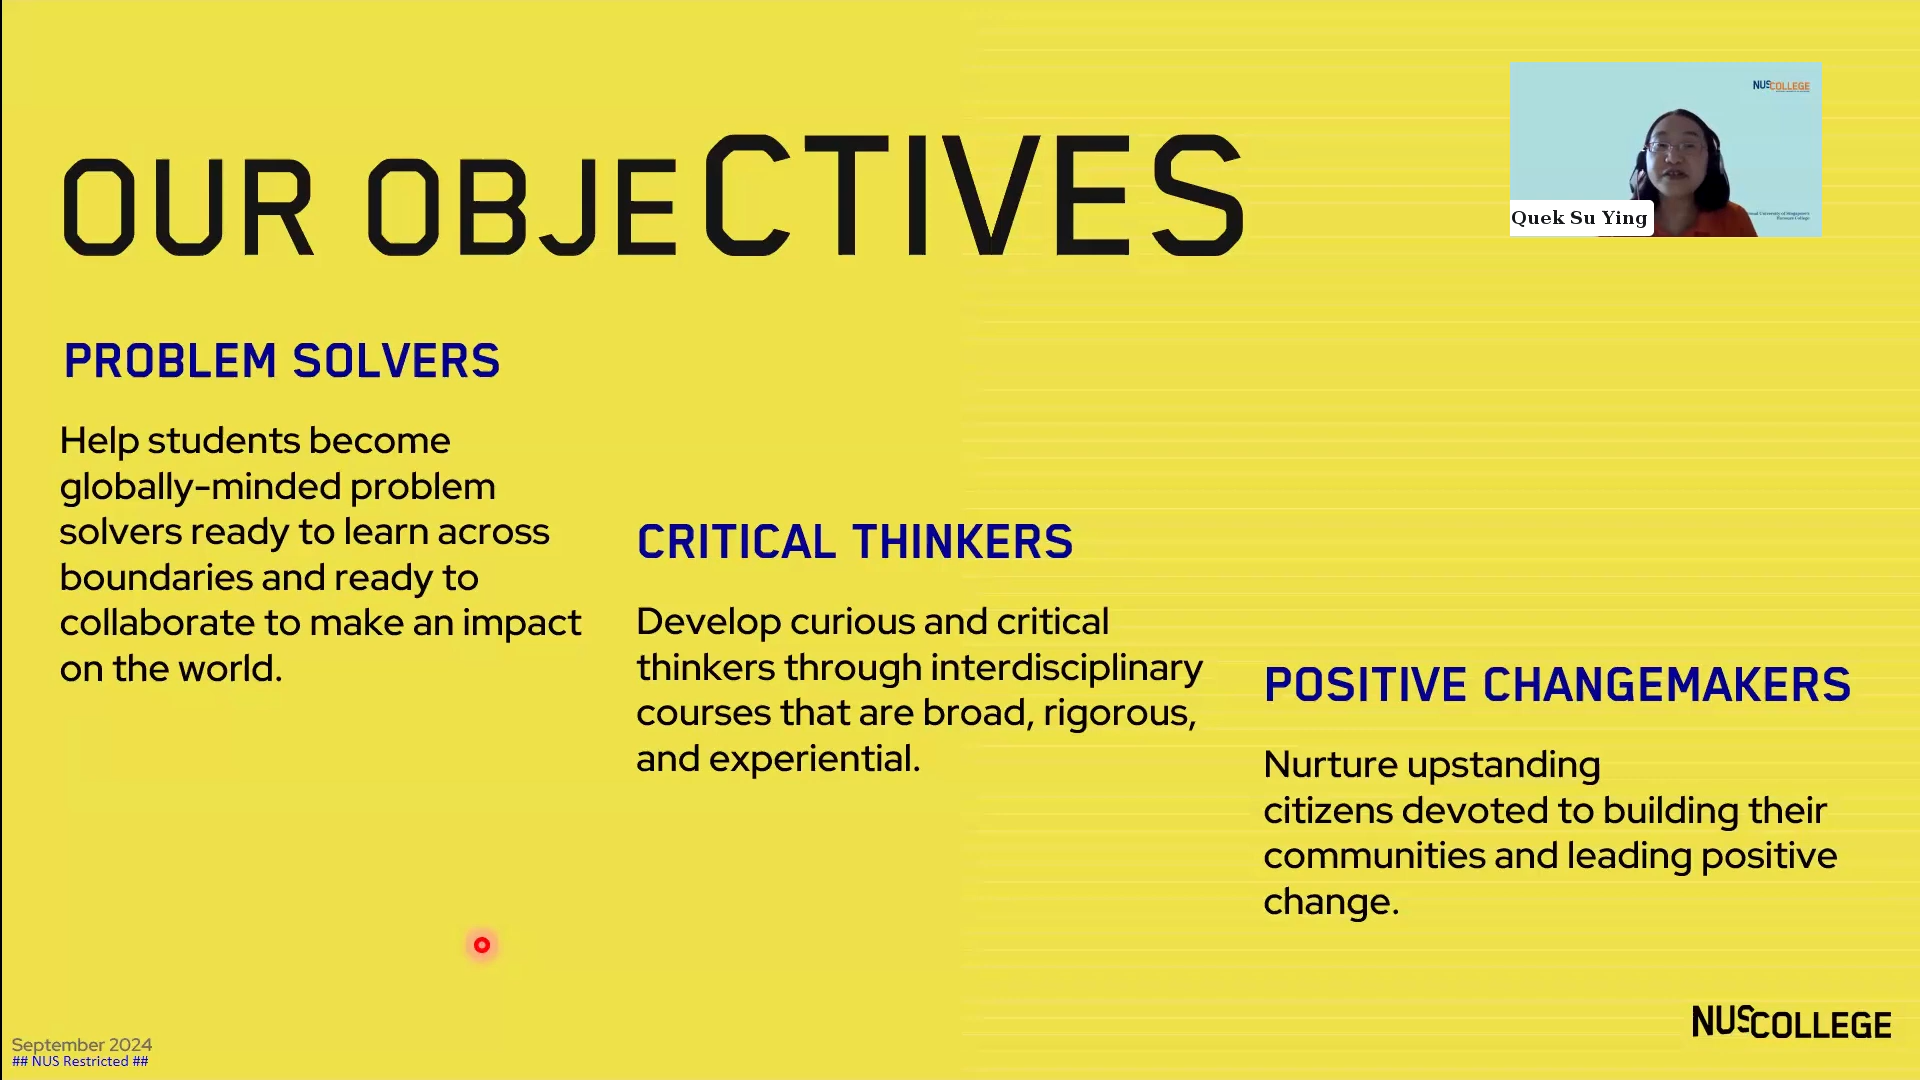 OUR OBJECTIVES
NUSCOLLEGE
Quek Su Ying
PROBLEM SOLVERS
Help students become
globally-minded problem
solvers ready to learn across
boundaries and ready to
collaborate to make an impact
on the world.
CRITICAL THINKERS
Develop curious and critical
thinkers through interdisciplinary
courses that are broad, rigorous,
and experiential.
POSITIVE CHANGEMAKERS
Nurture upstanding
citizens devoted to building their
communities and leading positive
change.
September 2024
## NUS Restricted ##
NUSCOLLEGE